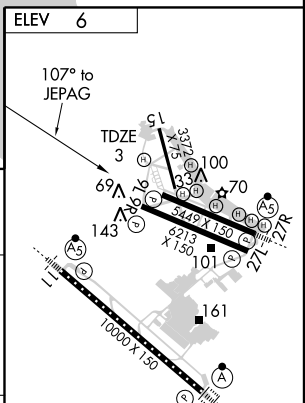 ELEV 6
107° to
JEPAG
TDZE
3
15
3372
X 75
H
100
33
70
69
9L
9R
P
H
H
H
H
H
H
A5
143
P
5449 X 150
6213
X 150
27R
27L
P
P
101
A5
P
11
161
10000 X 150
A
P